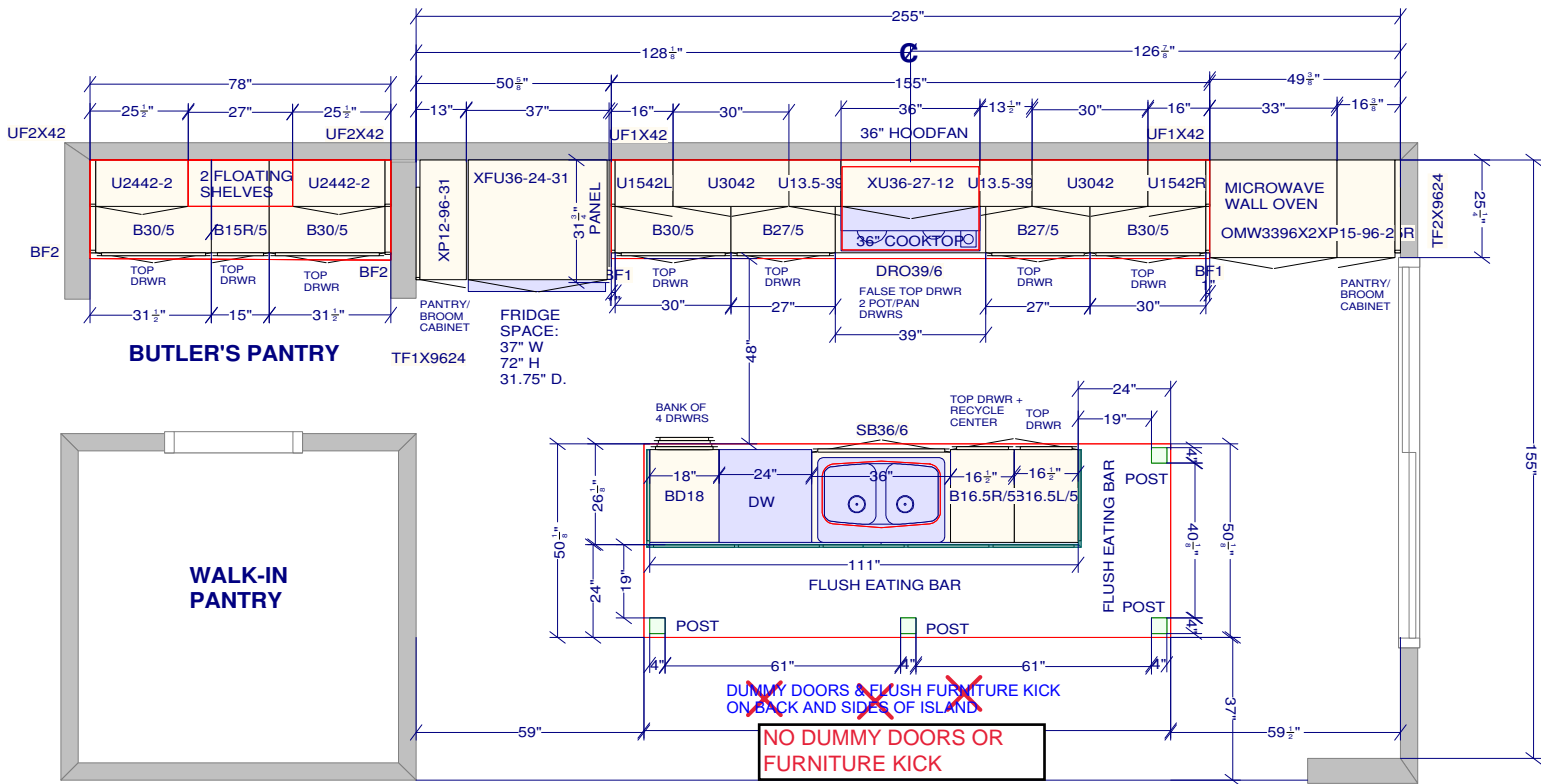 255"
128 1/8"
℄
126 7/8"
78"
50 5/8"
155"
49 3/8"
25 1/2"
27"
25 1/2"
13"
37"
16"
30"
36"
13 1/2"
30"
16"
33"
16 3/8"
UF2X42
UF2X42
UF1X42
36" HOODFAN
UF1X42
U2442-2
2 FLOATING
SHELVES
U2442-2
XP12-96-31
XFU36-24-31
31 3/4"
PANEL
U1542L
U3042
U13.5-39
XU36-27-12
U13.5-39
U3042
U1542R
MICROWAVE
WALL OVEN
OMW3396X2
TF2X9624
25 1/4"
B30/5
B15R/5
B30/5
B30/5
B27/5
36" COOKTOP
B27/5
B30/5
BF2
BF2
TOP
DRWR
TOP
DRWR
TOP
DRWR
BF1
TOP
DRWR
TOP
DRWR
DRO39/6
FALSE TOP DRWR
2 POT/PAN
DRWRS
TOP
DRWR
TOP
DRWR
BF1
PANTRY/
BROOM
CABINET
PANTRY/
BROOM
CABINET
31 1/2"
15"
31 1/2"
30"
27"
39"
27"
30"
BUTLER'S PANTRY
TF1X9624
FRIDGE
SPACE:
37" W
72" H
31.75" D.
48"
155"
BANK OF
4 DRWRS
SB36/6
TOP DRWR +
RECYCLE
CENTER
TOP
DRWR
24"
19"
18"
24"
36"
16 1/2"
16 1/2"
BD18
DW
B16.5R/5
B16.5L/5
4"
POST
50 1/8"
26 1/8"
24"
19"
111"
FLUSH EATING BAR
FLUSH EATING BAR
40 1/8"
50 1/8"
POST
4"
POST
POST
4"
61"
4"
61"
4"
WALK-IN
PANTRY
DUMMY DOORS & FLUSH FURNITURE KICK
ON BACK AND SIDES OF ISLAND
59"
59 1/2"
37"
NO DUMMY DOORS OR
FURNITURE KICK